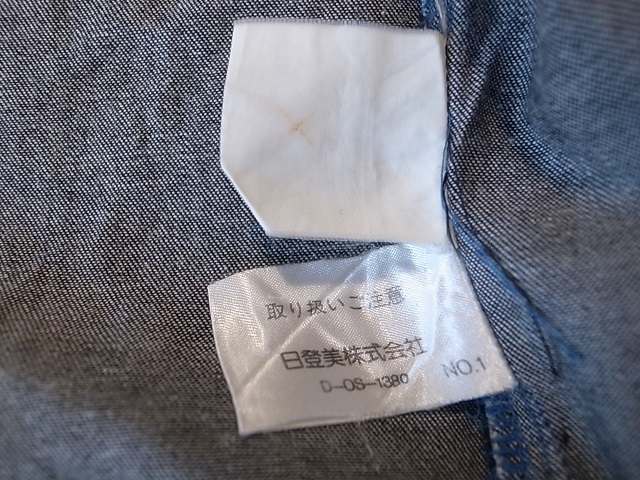 取り扱いご注意
日登美株式会社
D-OS-1380
NO.1